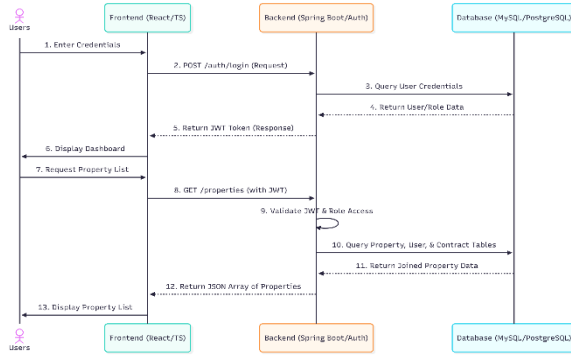 Users
Frontend (React/TS)
Backend (Spring Boot/Auth)
Database (MySQL/PostgreSQL)
1. Enter Credentials
2. POST /auth/login (Request)
3. Query User Credentials
4. Return User/Role Data
5. Return JWT Token (Response)
6. Display Dashboard
7. Request Property List
8. GET /properties (with JWT)
9. Validate JWT & Role Access
10. Query Property, User, & Contract Tables
11. Return Joined Property Data
12. Return JSON Array of Properties
13. Display Property List
Users
Frontend (React/TS)
Backend (Spring Boot/Auth)
Database (MySQL/PostgreSQL)